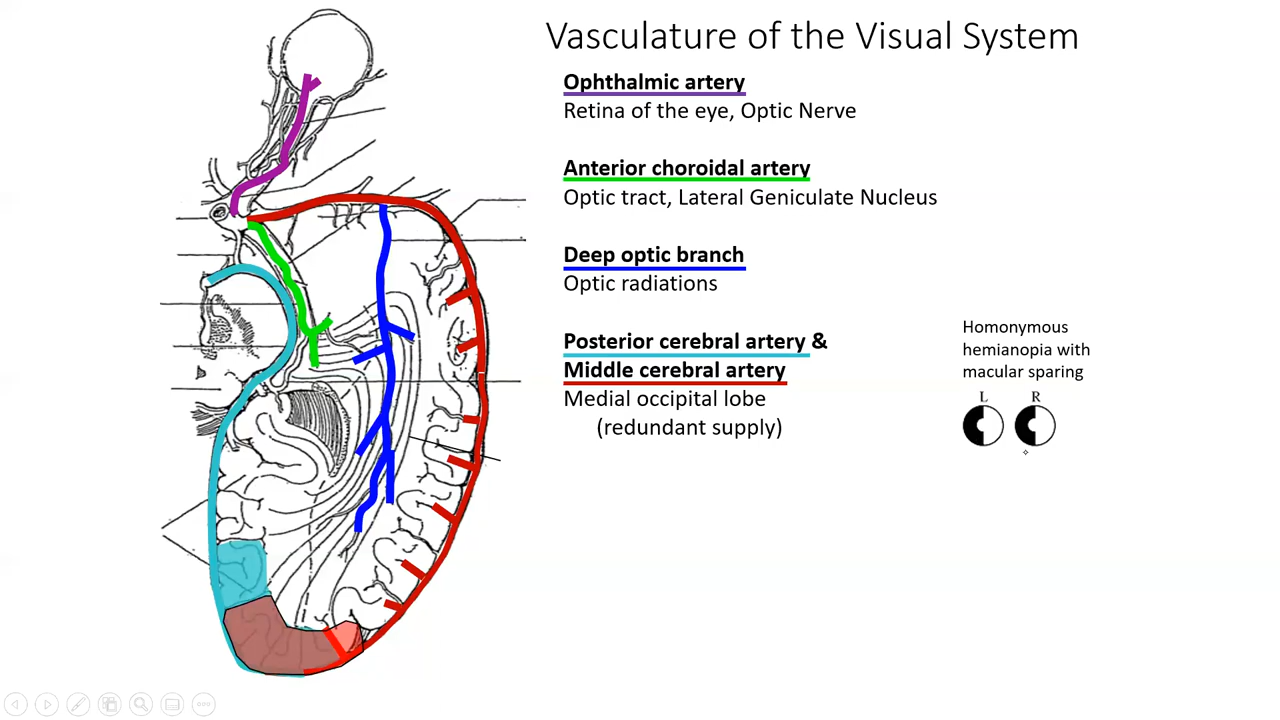 Vasculature of the Visual System
Ophthalmic artery
Retina of the eye, Optic Nerve
Anterior choroidal artery
Optic tract, Lateral Geniculate Nucleus
Deep optic branch
Optic radiations
Posterior cerebral artery &
Middle cerebral artery
Medial occipital lobe
(redundant supply)
Homonymous
hemianopia with
macular sparing
L R